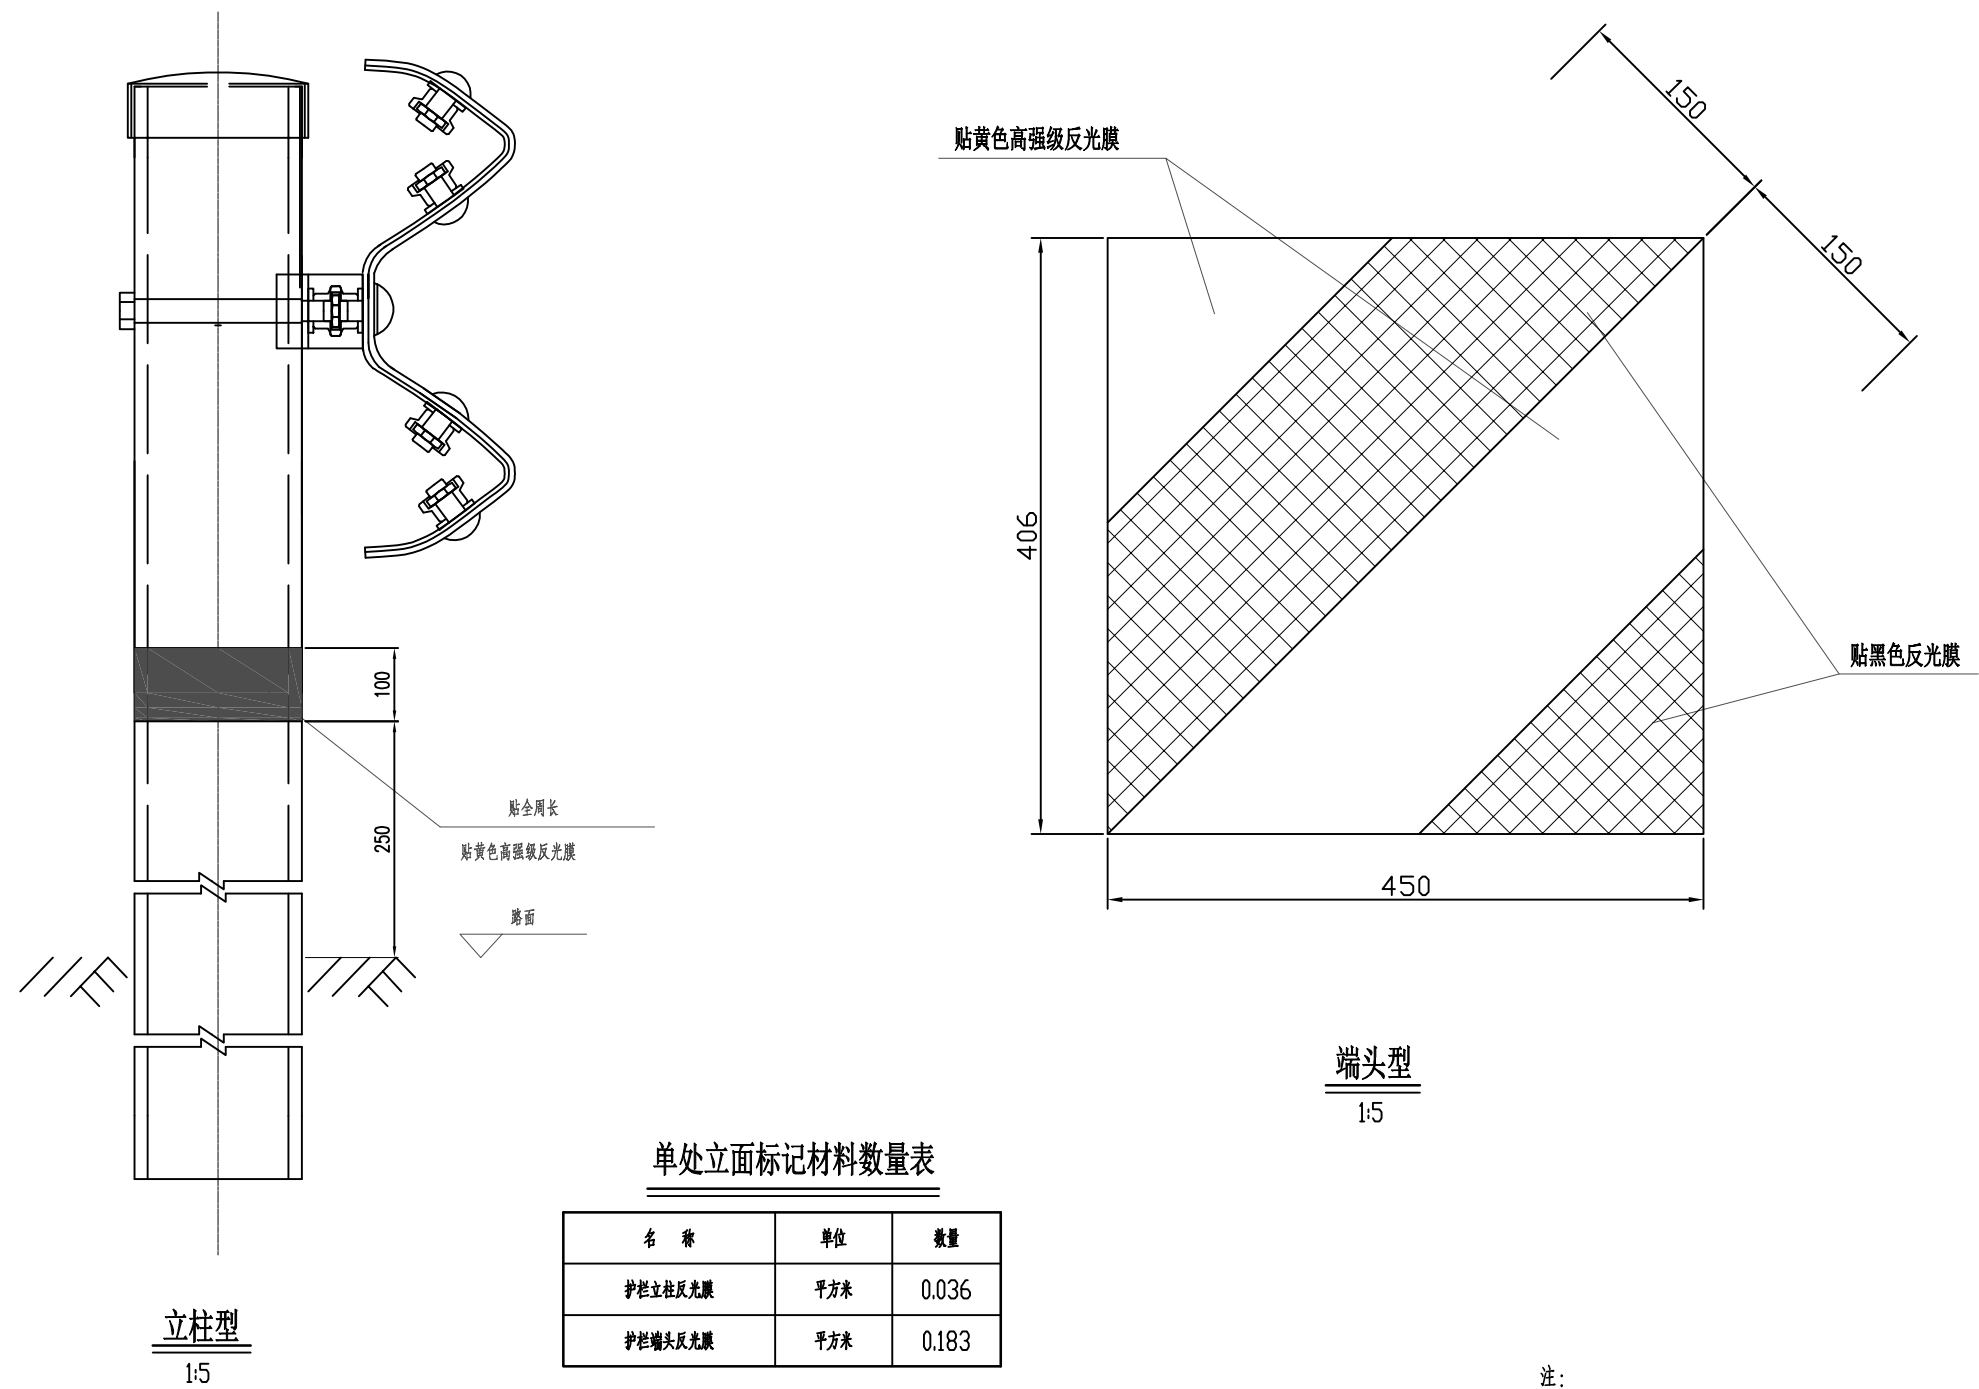 150
贴黄色高强级反光膜
150
406
贴黑色反光膜
100
贴全周长
250
贴黄色高强级反光膜
450
路面
端头型
1:5
单处立面标记材料数量表
名 称 单位 数量
护栏立柱反光膜 平方米 0.036
护栏端头反光膜 平方米 0.183
立柱型
1:5
注: